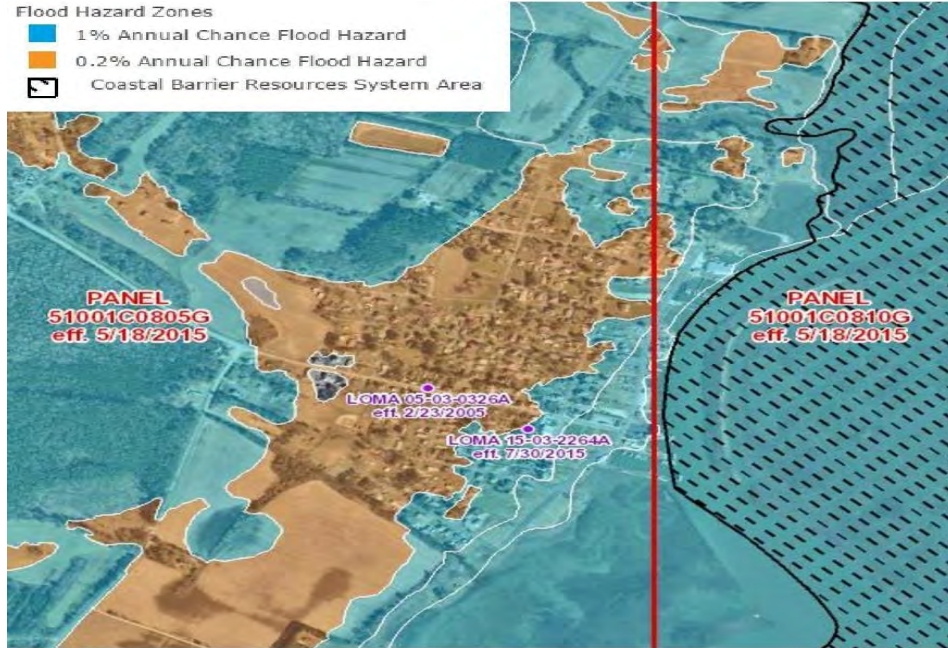 Flood Hazard Zones
1% Annual Chance Flood Hazard
0.2% Annual Chance Flood Hazard
Coastal Barrier Resources System Area
PANEL
51001C0805G
eff. 5/18/2015
PANEL
51001C0810G
eff. 5/18/2015
LOMA 05-03-0326A
eff. 2/23/2005
LOMA 15-03-2264A
eff. 7/30/2015